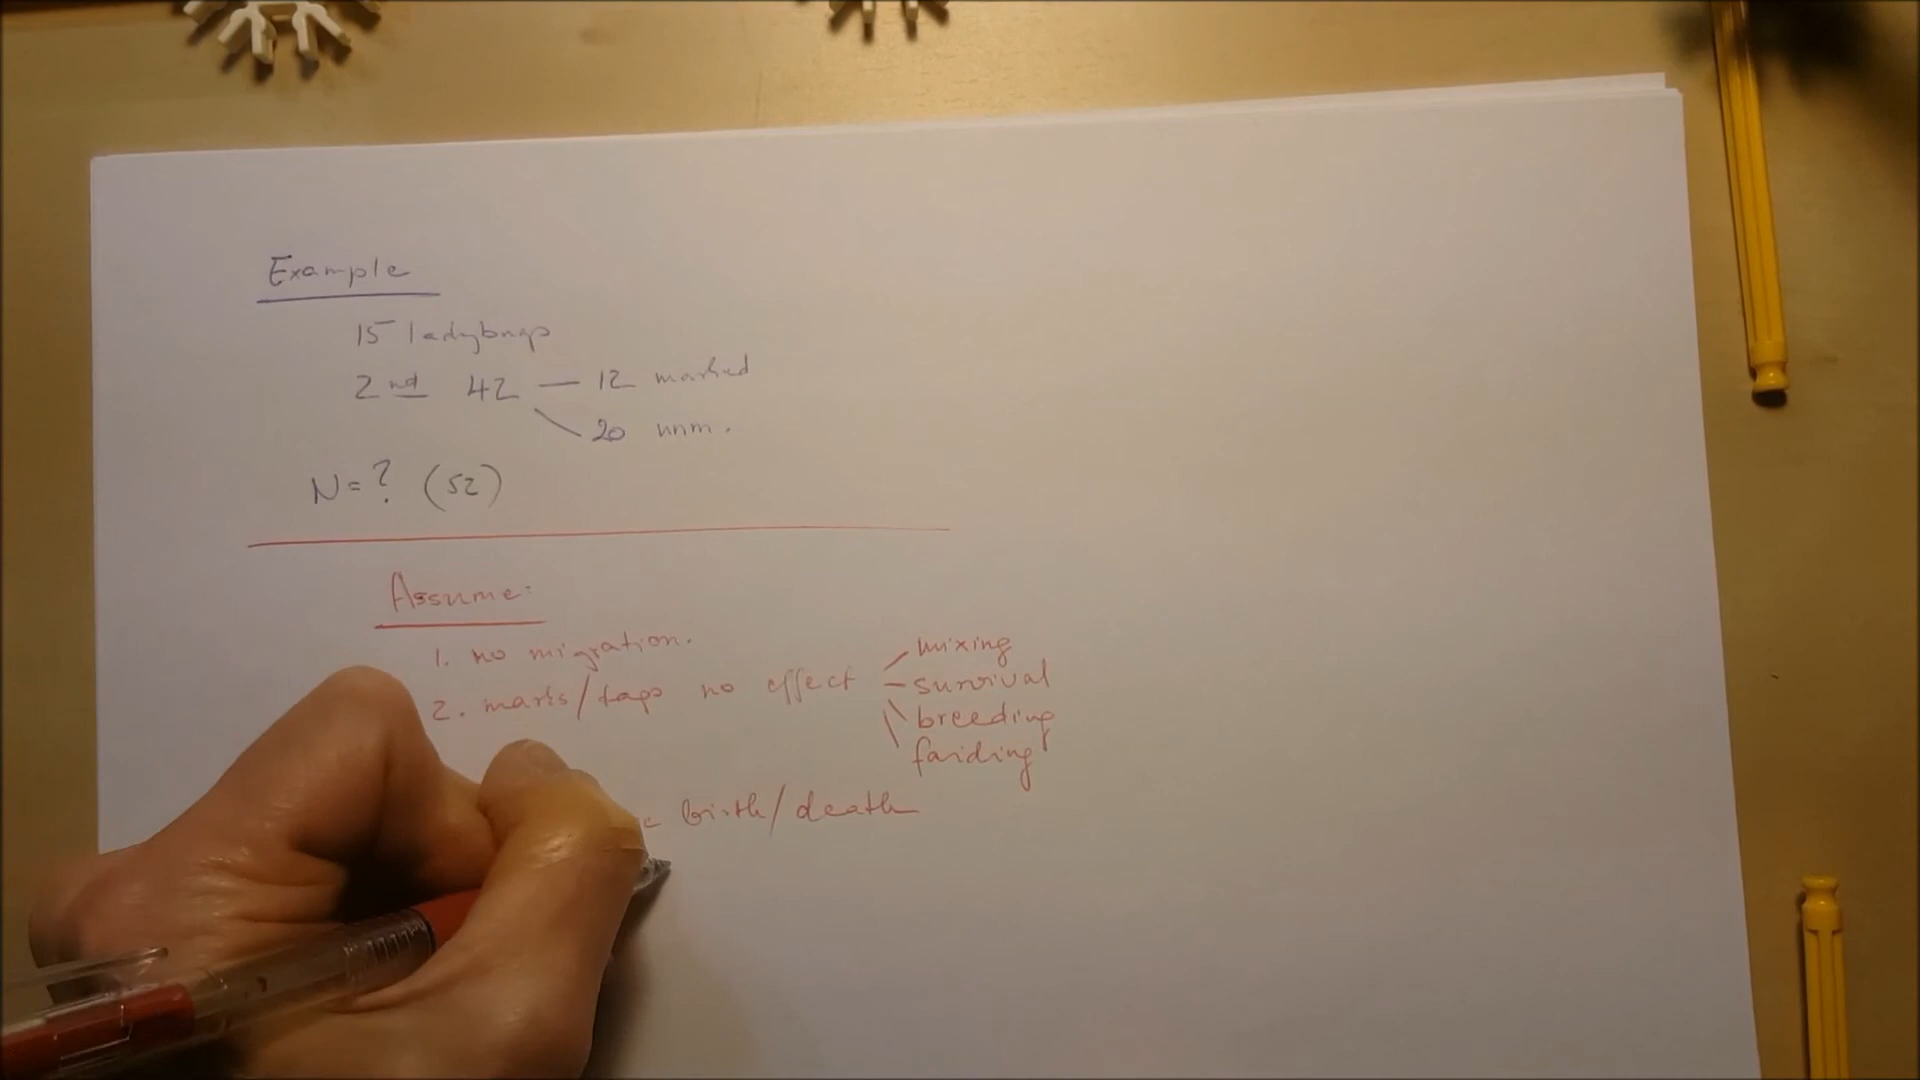 Example
15 ladybugs
2nd 42 — 12 marked
20 unm.
N=? (52)
Assume:
1. no migration.
2. marks/tags no effect
mixing
survival
breeding
birth/death